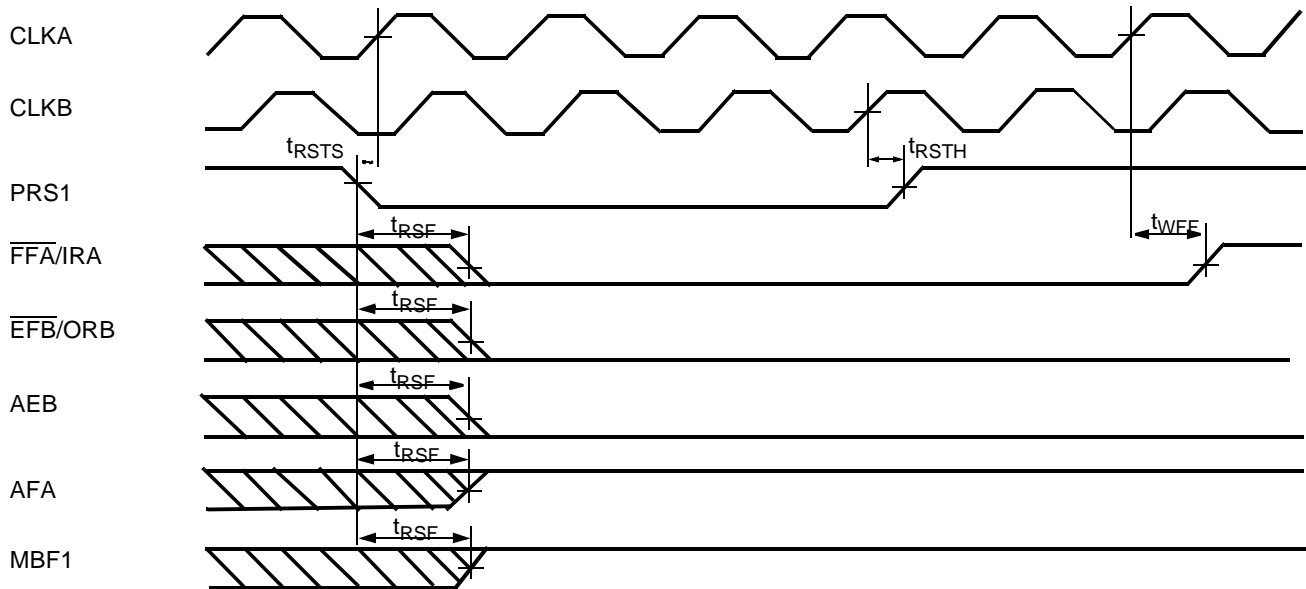 CLKA
CLKB
tRSTS
tRSTH
PRS1
tRSF
tWFF
FFA/IRA
tRSF
EFB/ORB
tRSF
AEB
tRSF
AFA
tRSF
MBF1